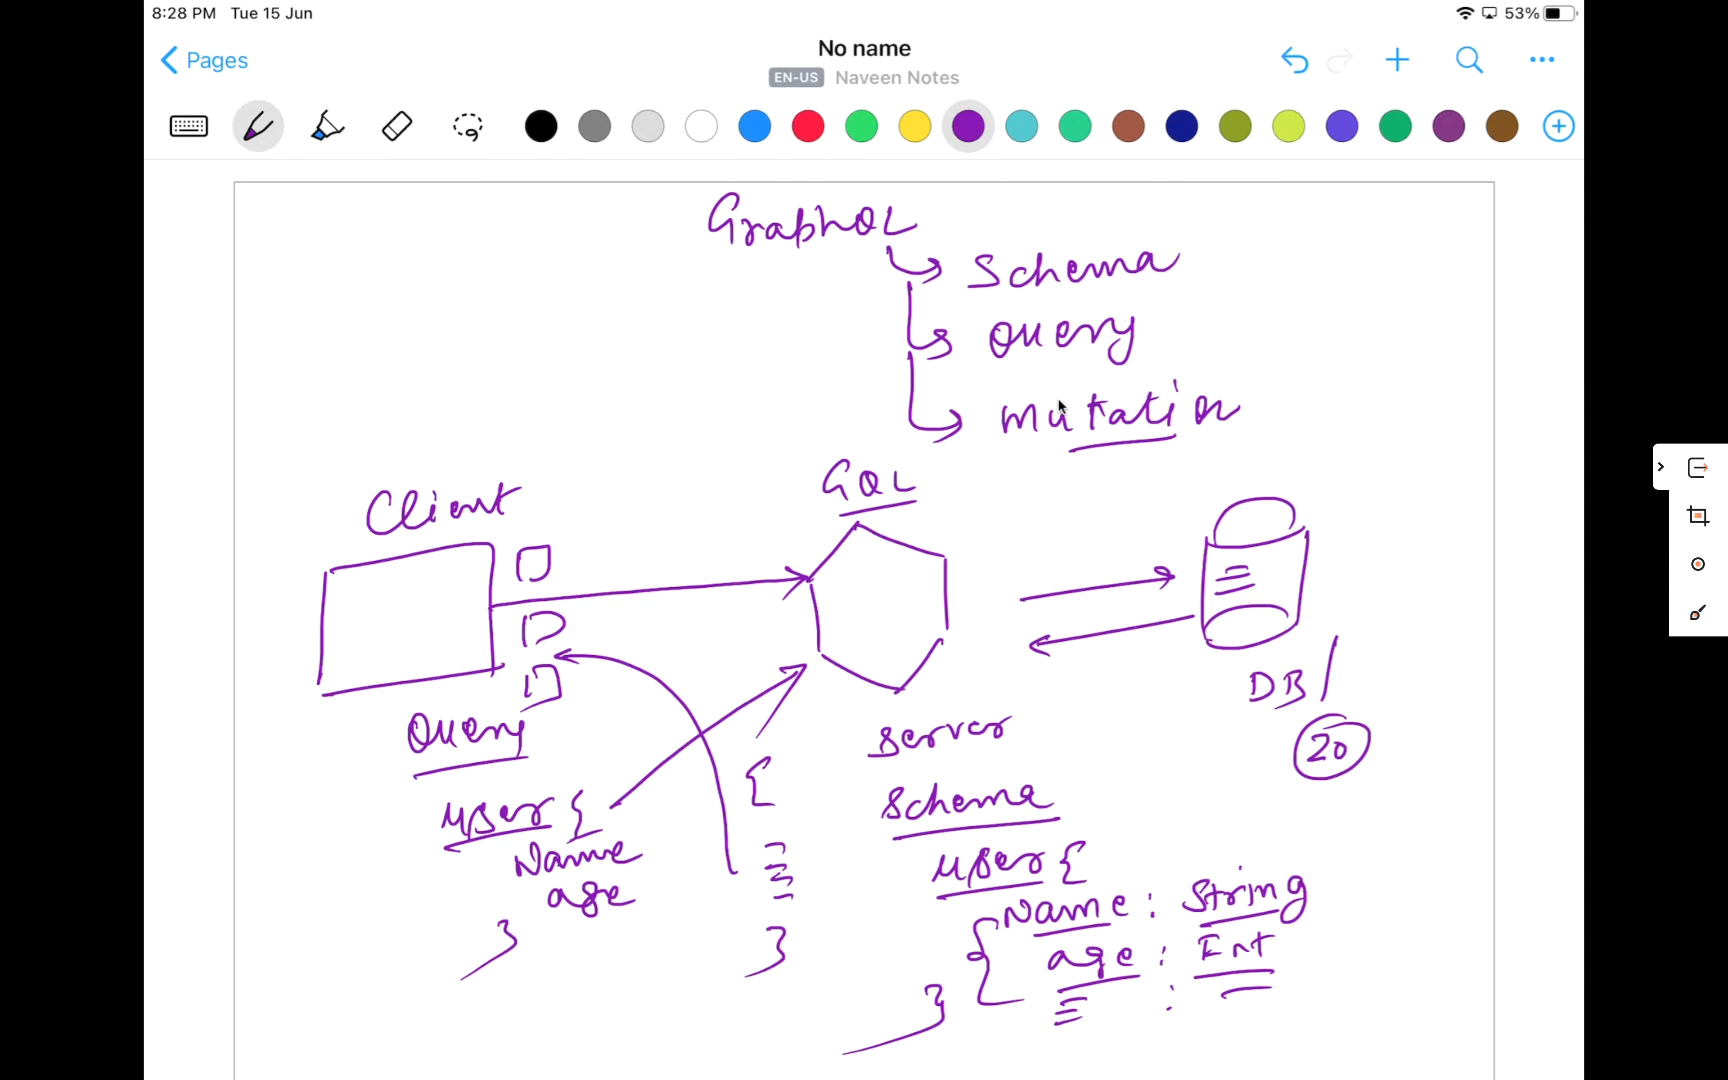 8:28 PM Tue 15 Jun
53%
Pages
No name
EN-US Naveen Notes
GraphQL
Schema
Query
Mutation
Client
GQL
DB
20
Query
user {
Name
age
}
{
}
Server
Schema
user {
Name : String
age : Int
:
}